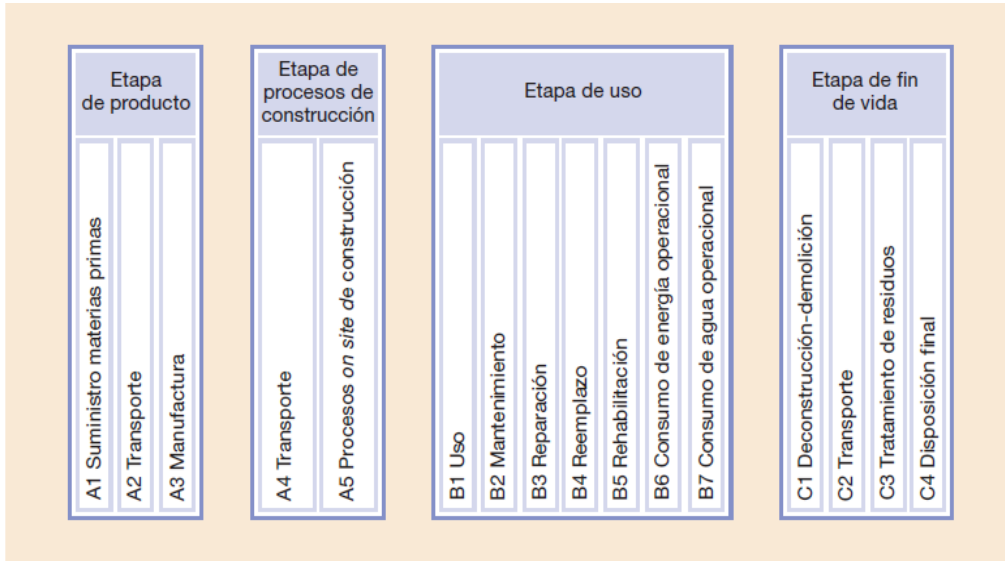 Etapa
de producto
A1 Suministro materias primas
A2 Transporte
A3 Manufactura
Etapa de
procesos de
construcción
A4 Transporte
A5 Procesos on site de construcción
Etapa de uso
B1 Uso
B2 Mantenimiento
B3 Reparación
B4 Reemplazo
B5 Rehabilitación
B6 Consumo de energía operacional
B7 Consumo de agua operacional
Etapa de fin
de vida
C1 Deconstrucción-demolición
C2 Transporte
C3 Tratamiento de residuos
C4 Disposición final